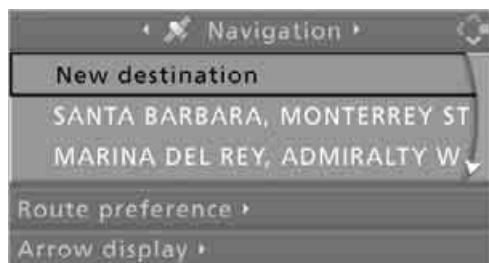 Navigation
New destination
SANTA BARBARA, MONTERREY ST
MARINA DEL REY, ADMIRALTY W
Route preference
Arrow display